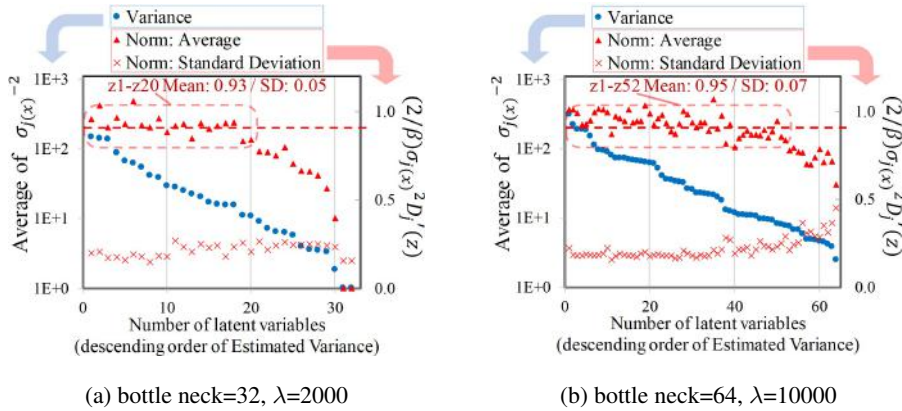 Variance
Norm: Average
Norm: Standard Deviation
z1-z20 Mean: 0.93 / SD: 0.05
1E+3
1E+2
1E+1
1E+0
Average of σj(x)⁻²
1.0
0.5
0.0
(2/β)σj(x)²Dj′(z)
0 10 20 30
Number of latent variables
(descending order of Estimated Variance)
(a) bottle neck=32, λ=2000
Variance
Norm: Average
Norm: Standard Deviation
z1-z52 Mean: 0.95 / SD: 0.07
1E+3
1E+2
1E+1
1E+0
Average of σj(x)⁻²
1.0
0.5
0.0
(2/β)σj(x)²Dj′(z)
0 20 40 60
Number of latent variables
(descending order of Estimated Variance)
(b) bottle neck=64, λ=10000